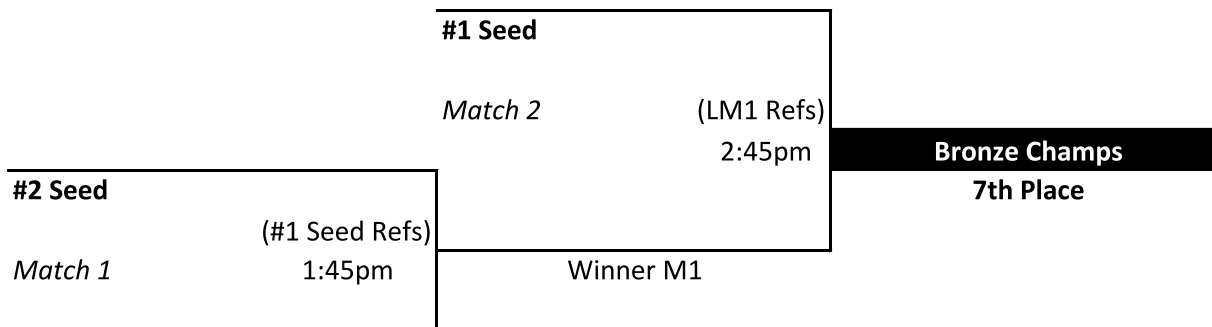 #1 Seed
Match 2 (LM1 Refs)
2:45pm
Bronze Champs
7th Place
#2 Seed
(#1 Seed Refs)
Match 1 1:45pm
Winner M1